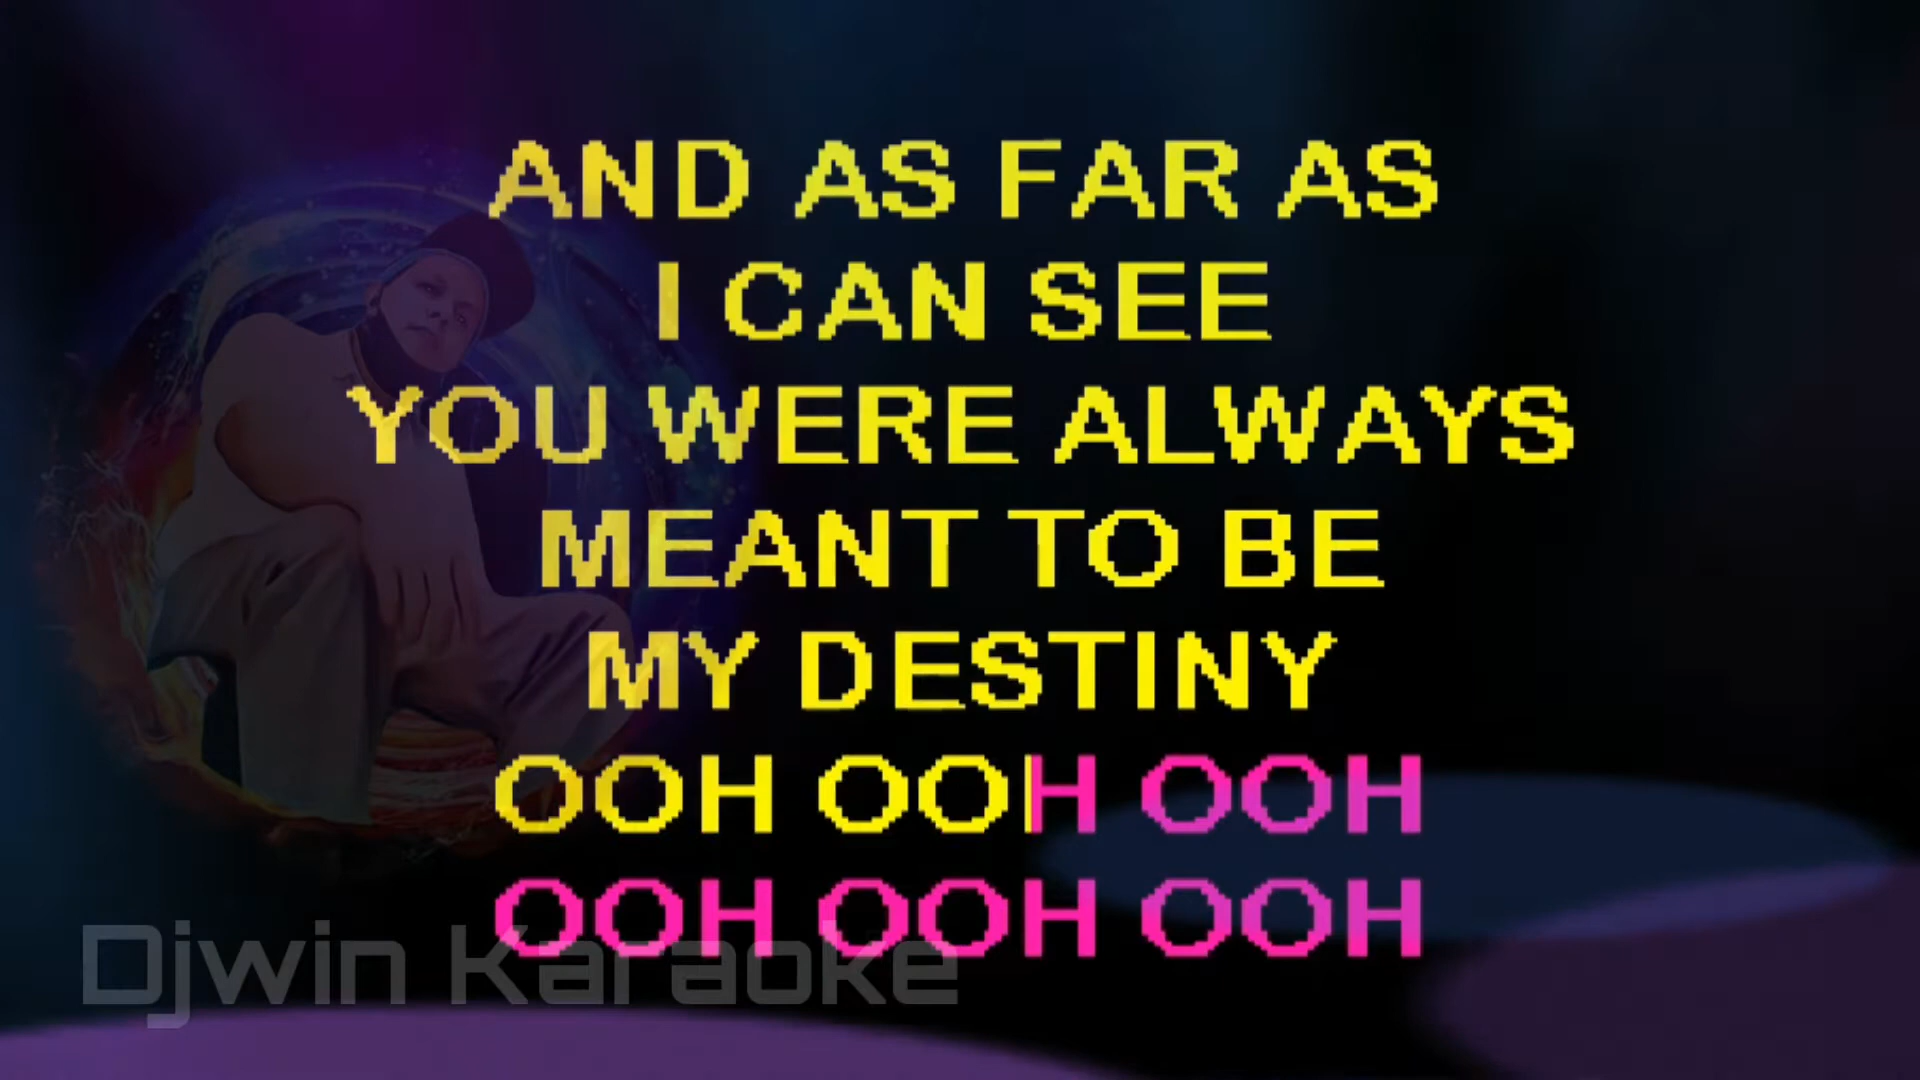 AND AS FAR AS
I CAN SEE
YOU WERE ALWAYS
MEANT TO BE
MY DESTINY
OOH OOH OOH
OOH OOH OOH
Djwin Karaoke